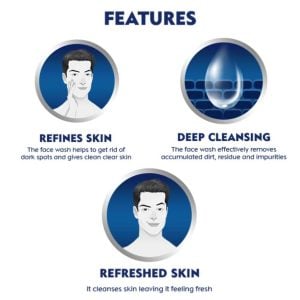 FEATURES
REFINES SKIN
The face wash helps to get rid of
dark spots and gives clean clear skin
DEEP CLEANSING
The face wash effectively removes
accumulated dirt, residue and impurities
REFRESHED SKIN
It cleanses skin leaving it feeling fresh